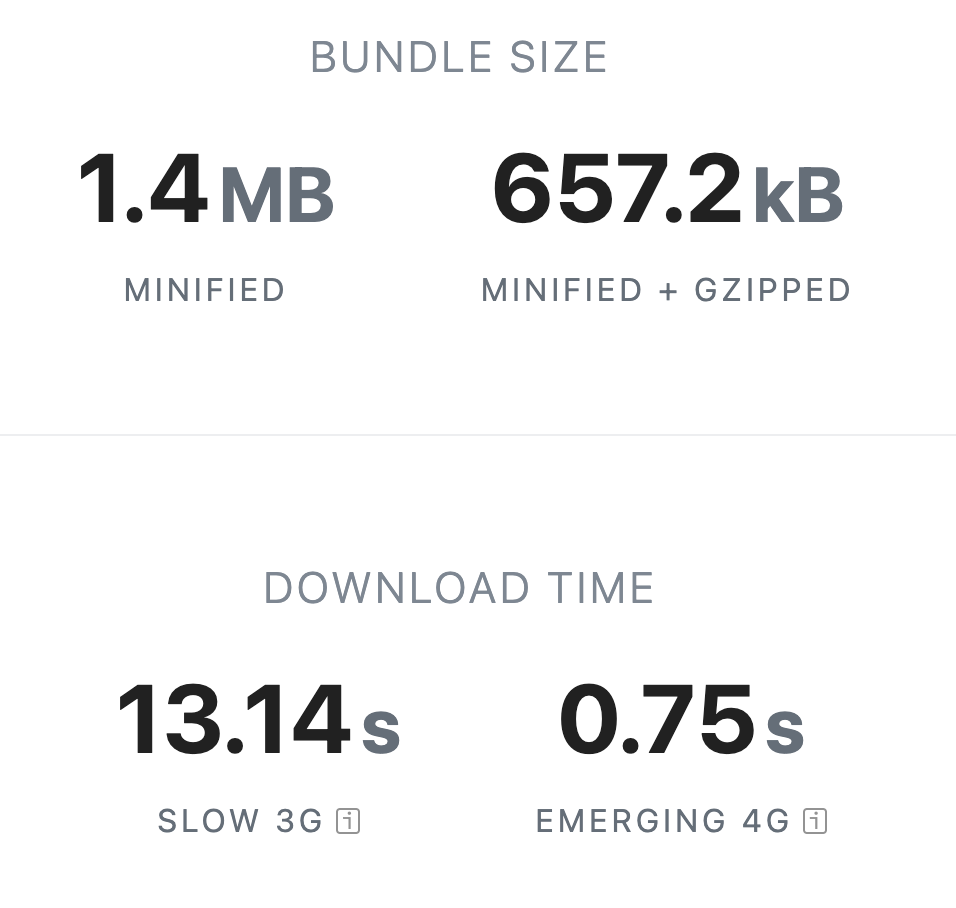 BUNDLE SIZE
1.4 MB 657.2 kB
MINIFIED MINIFIED + GZIPPED
DOWNLOAD TIME
13.14 s 0.75 s
SLOW 3G i EMERGING 4G i